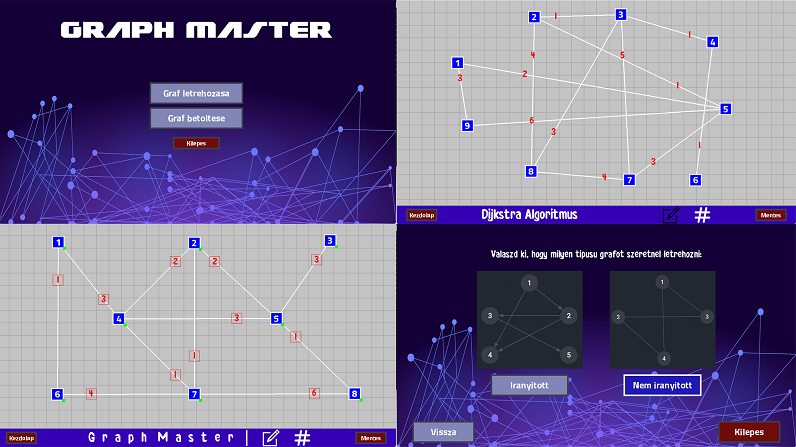 GRAPH MASTER
Graf letrehozasa
Graf betoltese
Kilepes
2 1 3
1 4
4 5
1 2 1
3 5
9 6
3 1
8 4 7 3 6
Kezdolap Dijkstra Algoritmus # Mentes
1 2 3
2 2 3
1 3
4 3 5
1
1
1
6 4 7 6 8
Kezdolap Graph Master | # Mentes
Valaszd ki, hogy milyen tipusu grafot szeretnel letrehozni:
1
3 2
4 5
1
2 3
4
Iranyitott Nem iranyitott
Vissza Kilepes